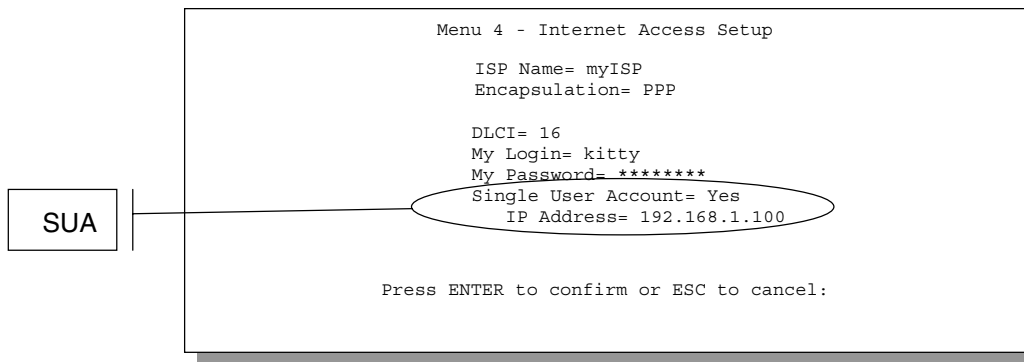 Menu 4 - Internet Access Setup
ISP Name= myISP
Encapsulation= PPP
DLCI= 16
My Login= kitty
My Password= ********
Single User Account= Yes
IP Address= 192.168.1.100
SUA
Press ENTER to confirm or ESC to cancel: